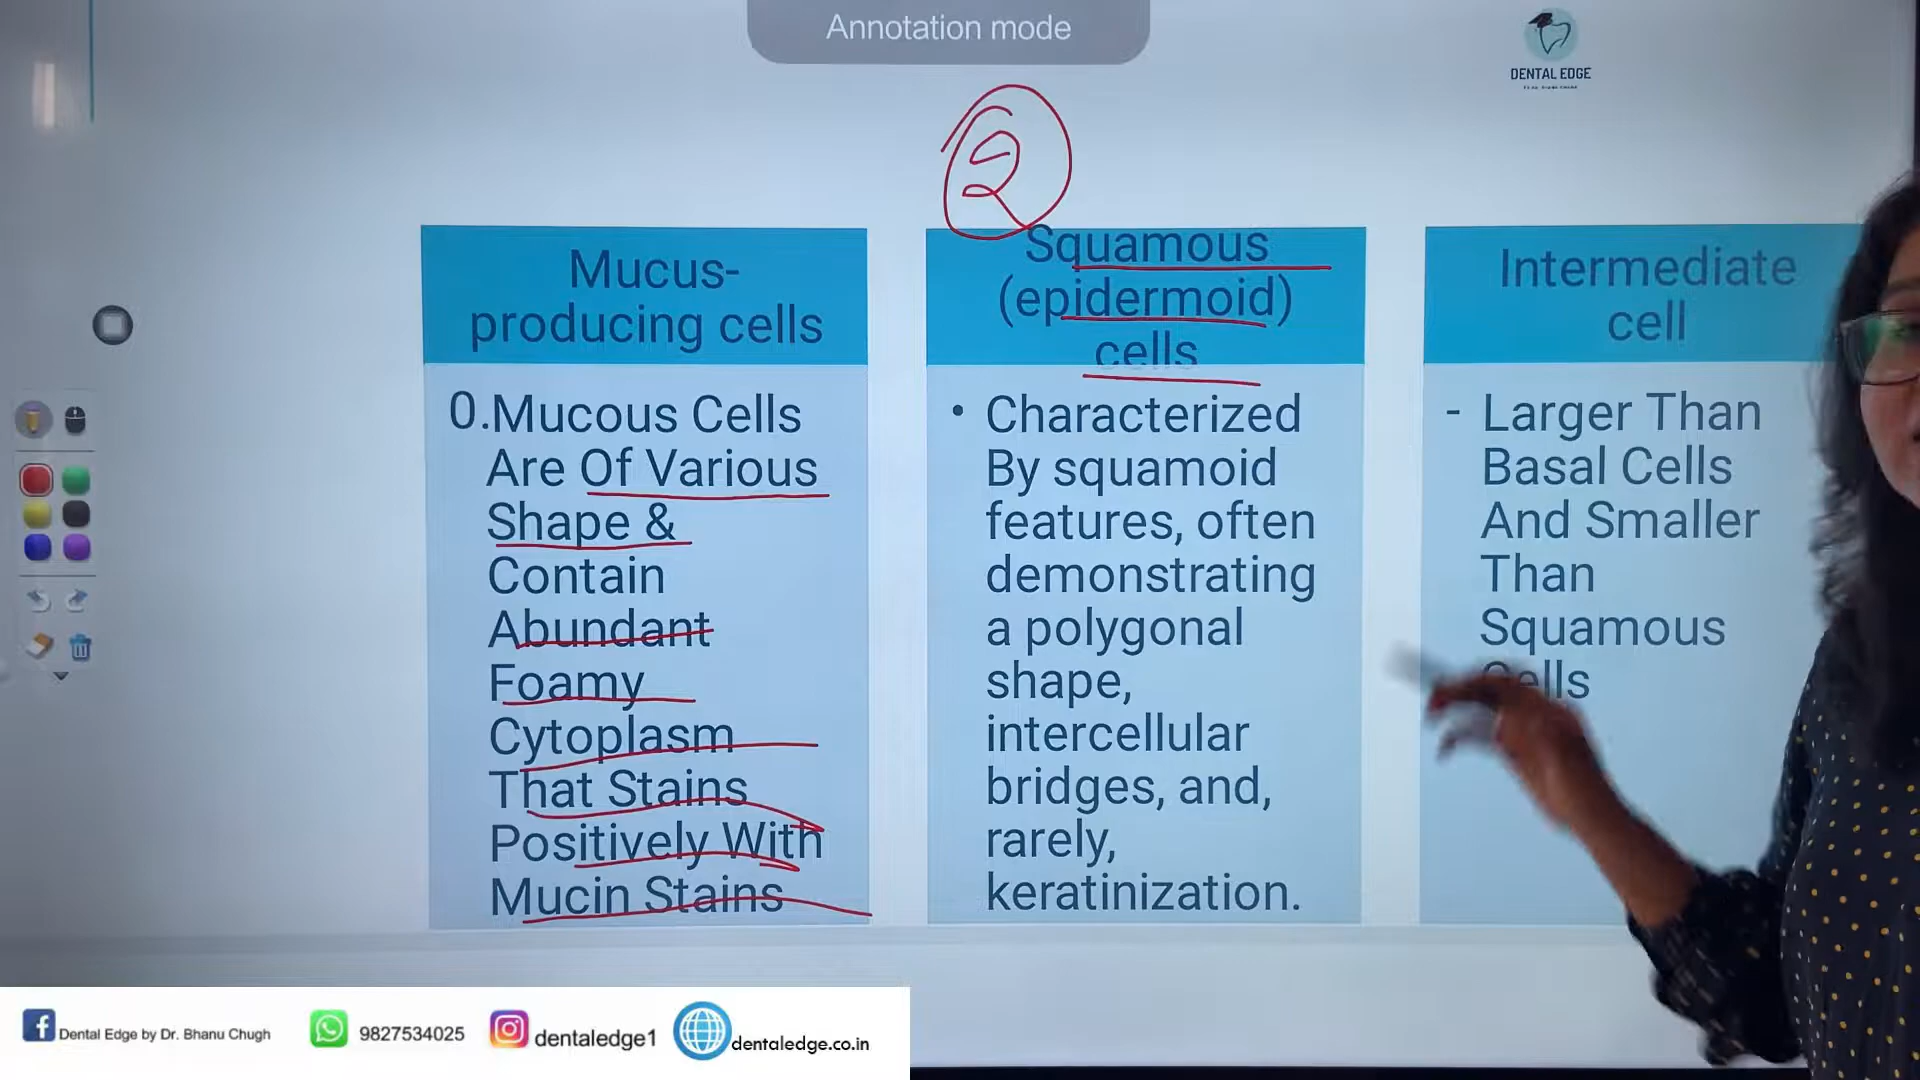 Annotation mode
DENTAL EDGE
2
Mucus-
producing cells
0.Mucous Cells
Are Of Various
Shape &
Contain
Abundant
Foamy
Cytoplasm
That Stains
Positively With
Mucin Stains
Squamous
(epidermoid)
cells
• Characterized
By squamoid
features, often
demonstrating
a polygonal
shape,
intercellular
bridges, and,
rarely,
keratinization.
Intermediate
cell
- Larger Than
Basal Cells
And Smaller
Than
Squamous
Cells
Dental Edge by Dr. Bhanu Chugh
9827534025
dentaledge1
dentaledge.co.in